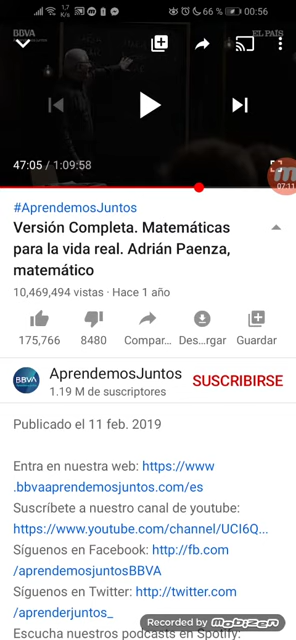 1,7
K/s
66 %
00:56
BBVA
EL PAÍS
47:05 / 1:09:58
07:11
#AprendemosJuntos
Versión Completa. Matemáticas
para la vida real. Adrián Paenza,
matemático
10,469,494 vistas · Hace 1 año
175,766
8480
Compar...
Des...rgar
Guardar
BBVA
AprendemosJuntos
1.19 M de suscriptores
SUSCRIBIRSE
Publicado el 11 feb. 2019
Entra en nuestra web: https://www
.bbvaaprendemosjuntos.com/es
Suscríbete a nuestro canal de youtube:
https://www.youtube.com/channel/UCI6Q...
Síguenos en Facebook: http://fb.com
/aprendemosjuntosBBVA
Síguenos en Twitter: http://twitter.com
/aprenderjuntos_
Escucha nuestros podcasts en Spotify:
Recorded by mobizen